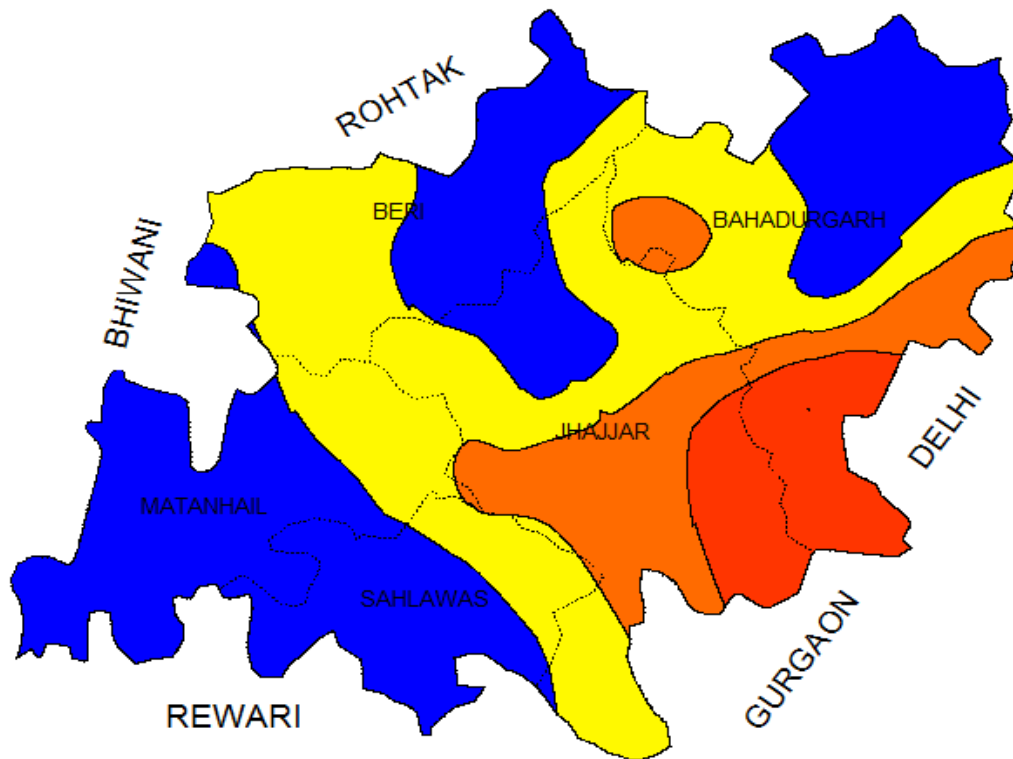 ROHTAK
BERI
BAHADURGARH
BHIWANI
JHAJJAR
DELHI
MATANHAIL
SAHLAWAS
GURGAON
REWARI